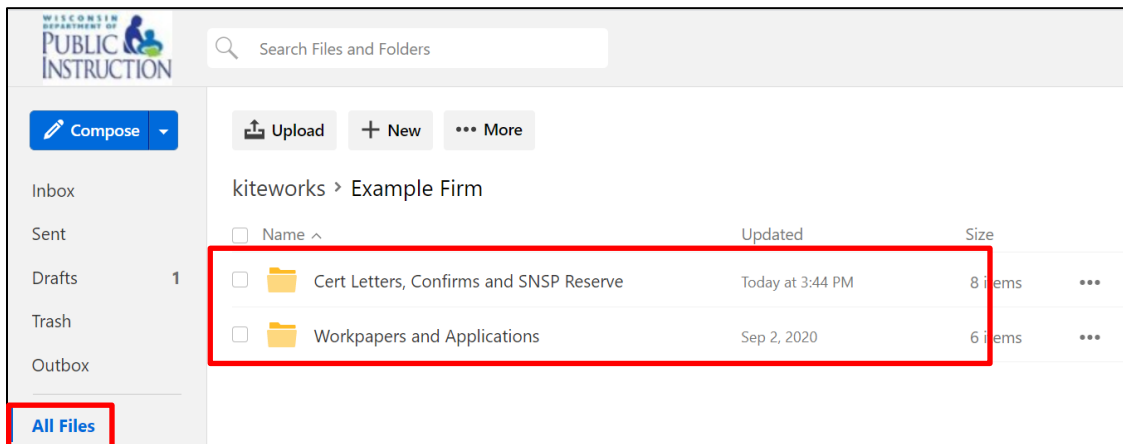 WISCONSIN
DEPARTMENT OF
PUBLIC
INSTRUCTION
Search Files and Folders
Compose
Upload
New
More
Inbox
Sent
Drafts 1
Trash
Outbox
All Files
kiteworks > Example Firm
Name Updated Size
Cert Letters, Confirms and SNSP Reserve Today at 3:44 PM 8 items
Workpapers and Applications Sep 2, 2020 6 items